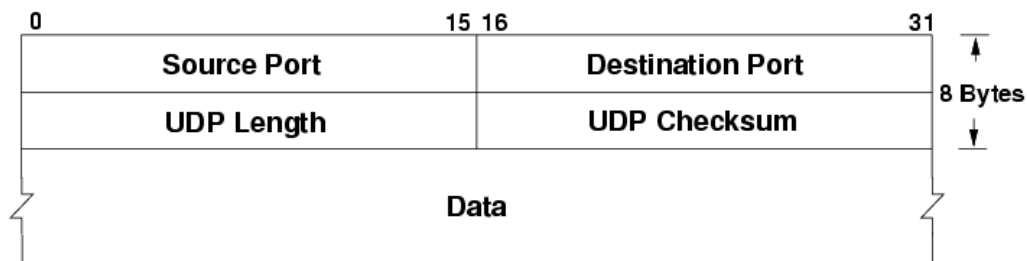 0 15 16 31
Source Port Destination Port
8 Bytes
UDP Length UDP Checksum
Data